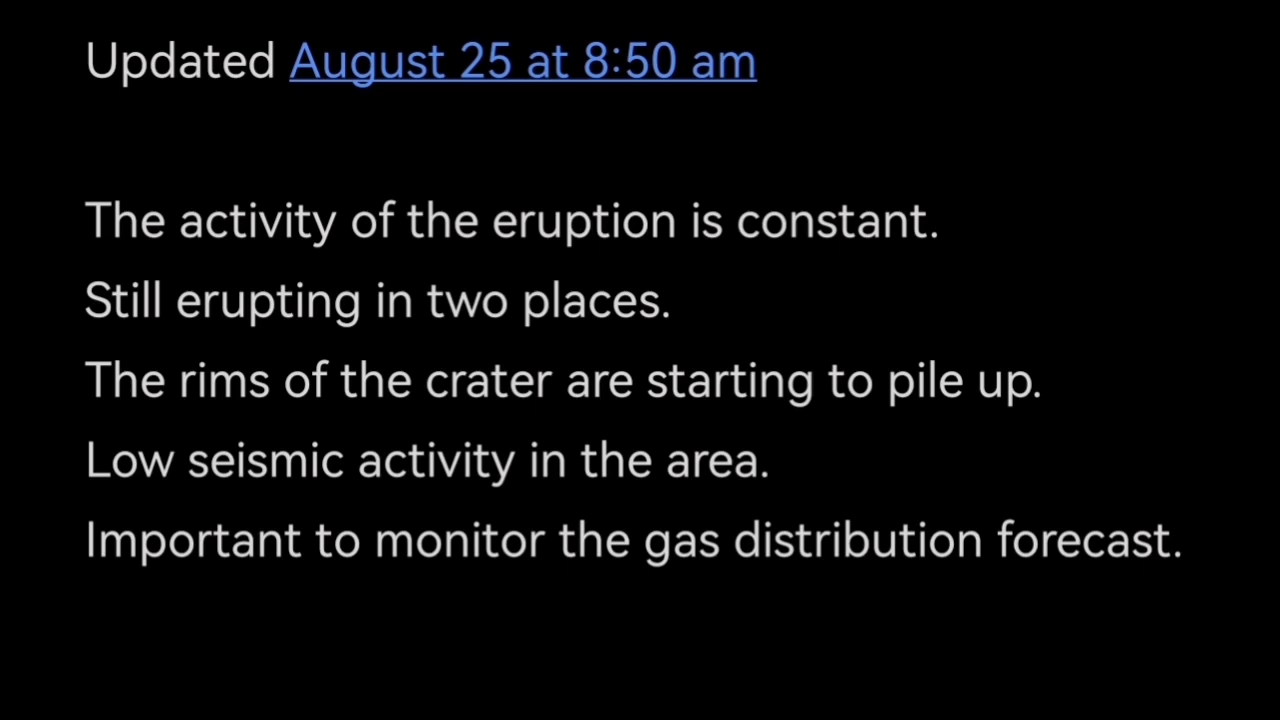 Updated August 25 at 8:50 am
The activity of the eruption is constant.
Still erupting in two places.
The rims of the crater are starting to pile up.
Low seismic activity in the area.
Important to monitor the gas distribution forecast.